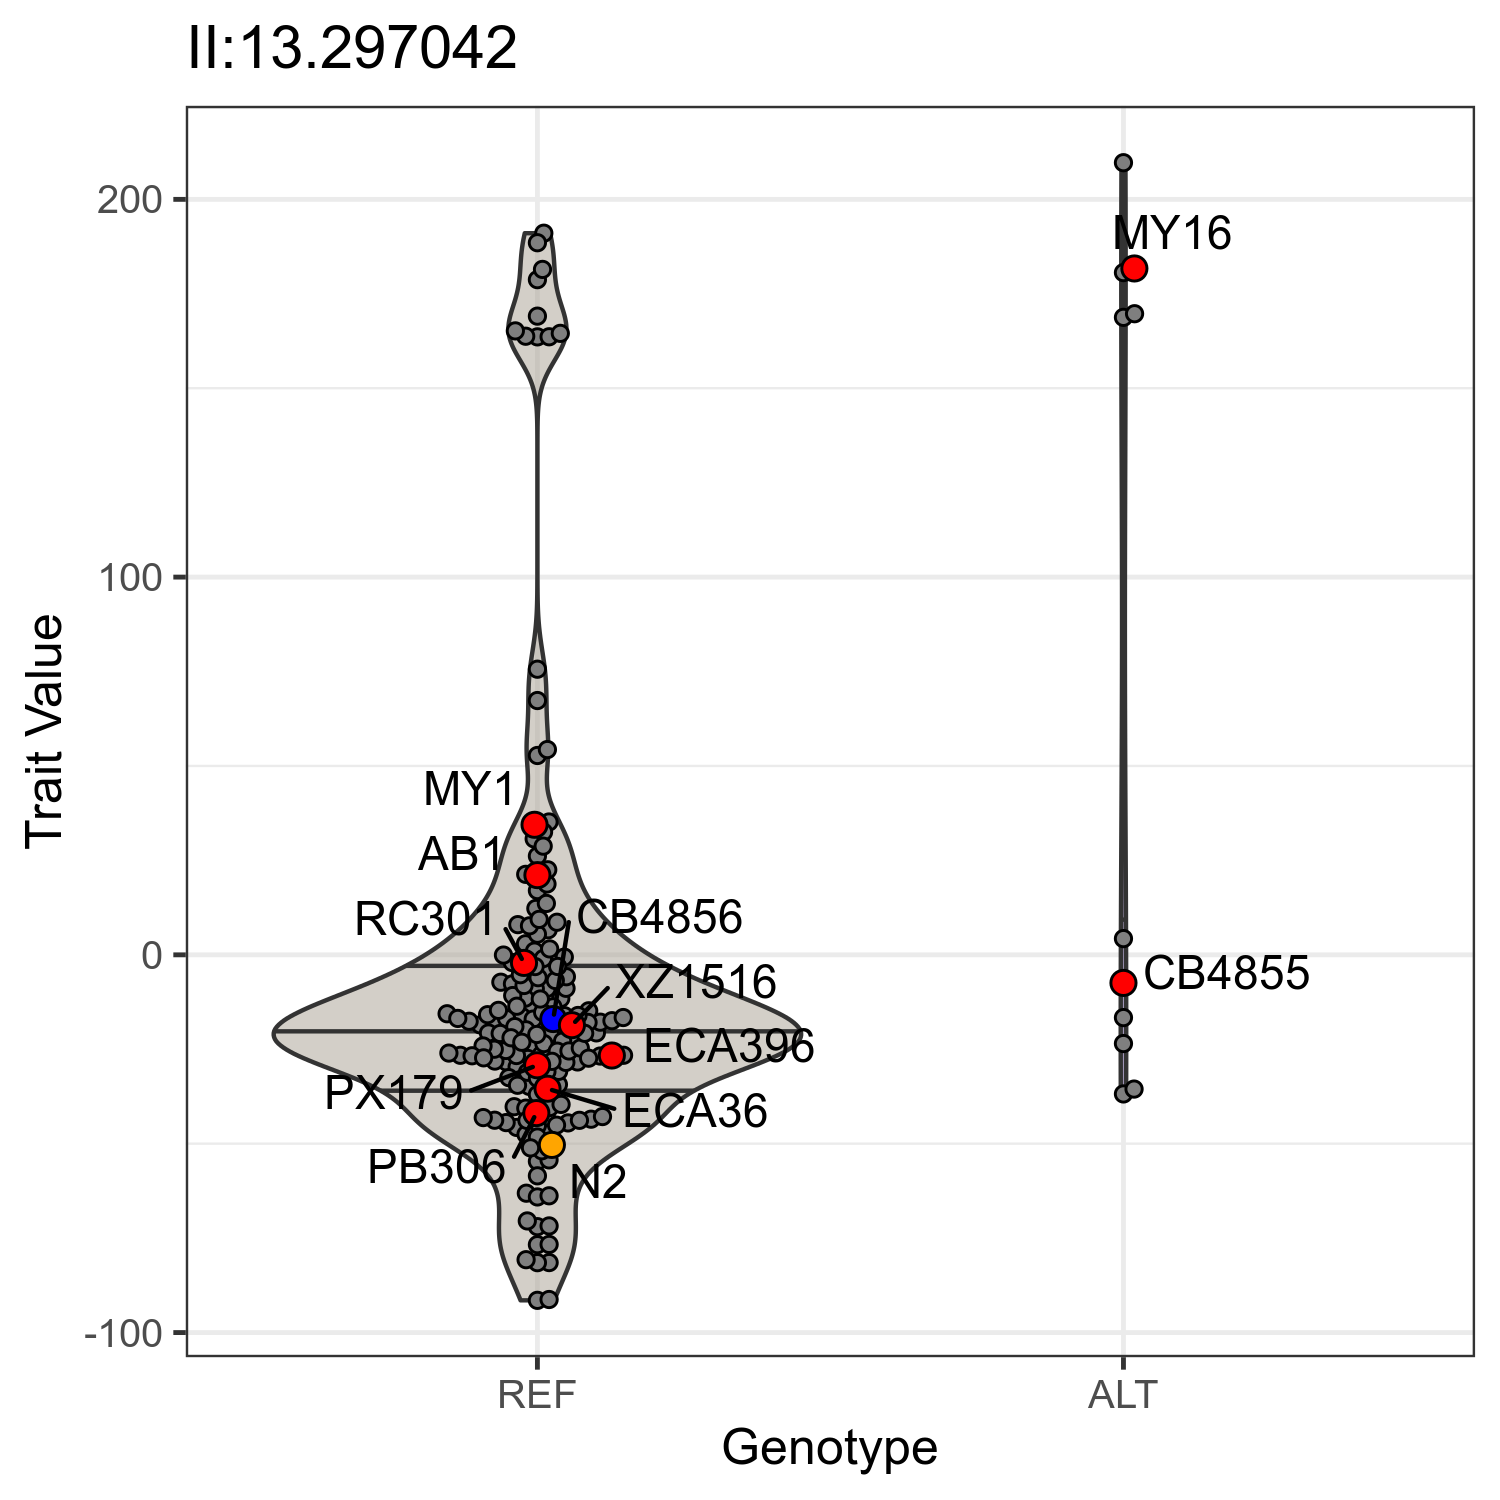 II:13.297042
200
MY16
100
Trait Value
MY1
AB1
RC301
CB4856
0
CB4855
XZ1516
ECA396
PX179
ECA36
PB306
N2
-100
REF
ALT
Genotype